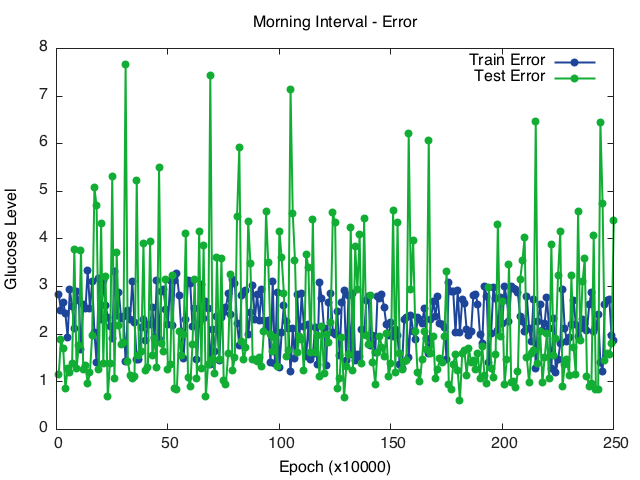 Morning Interval - Error
Train Error
Test Error
8
7
6
5
4
3
2
1
0
Glucose Level
0 50 100 150 200 250
Epoch (x10000)